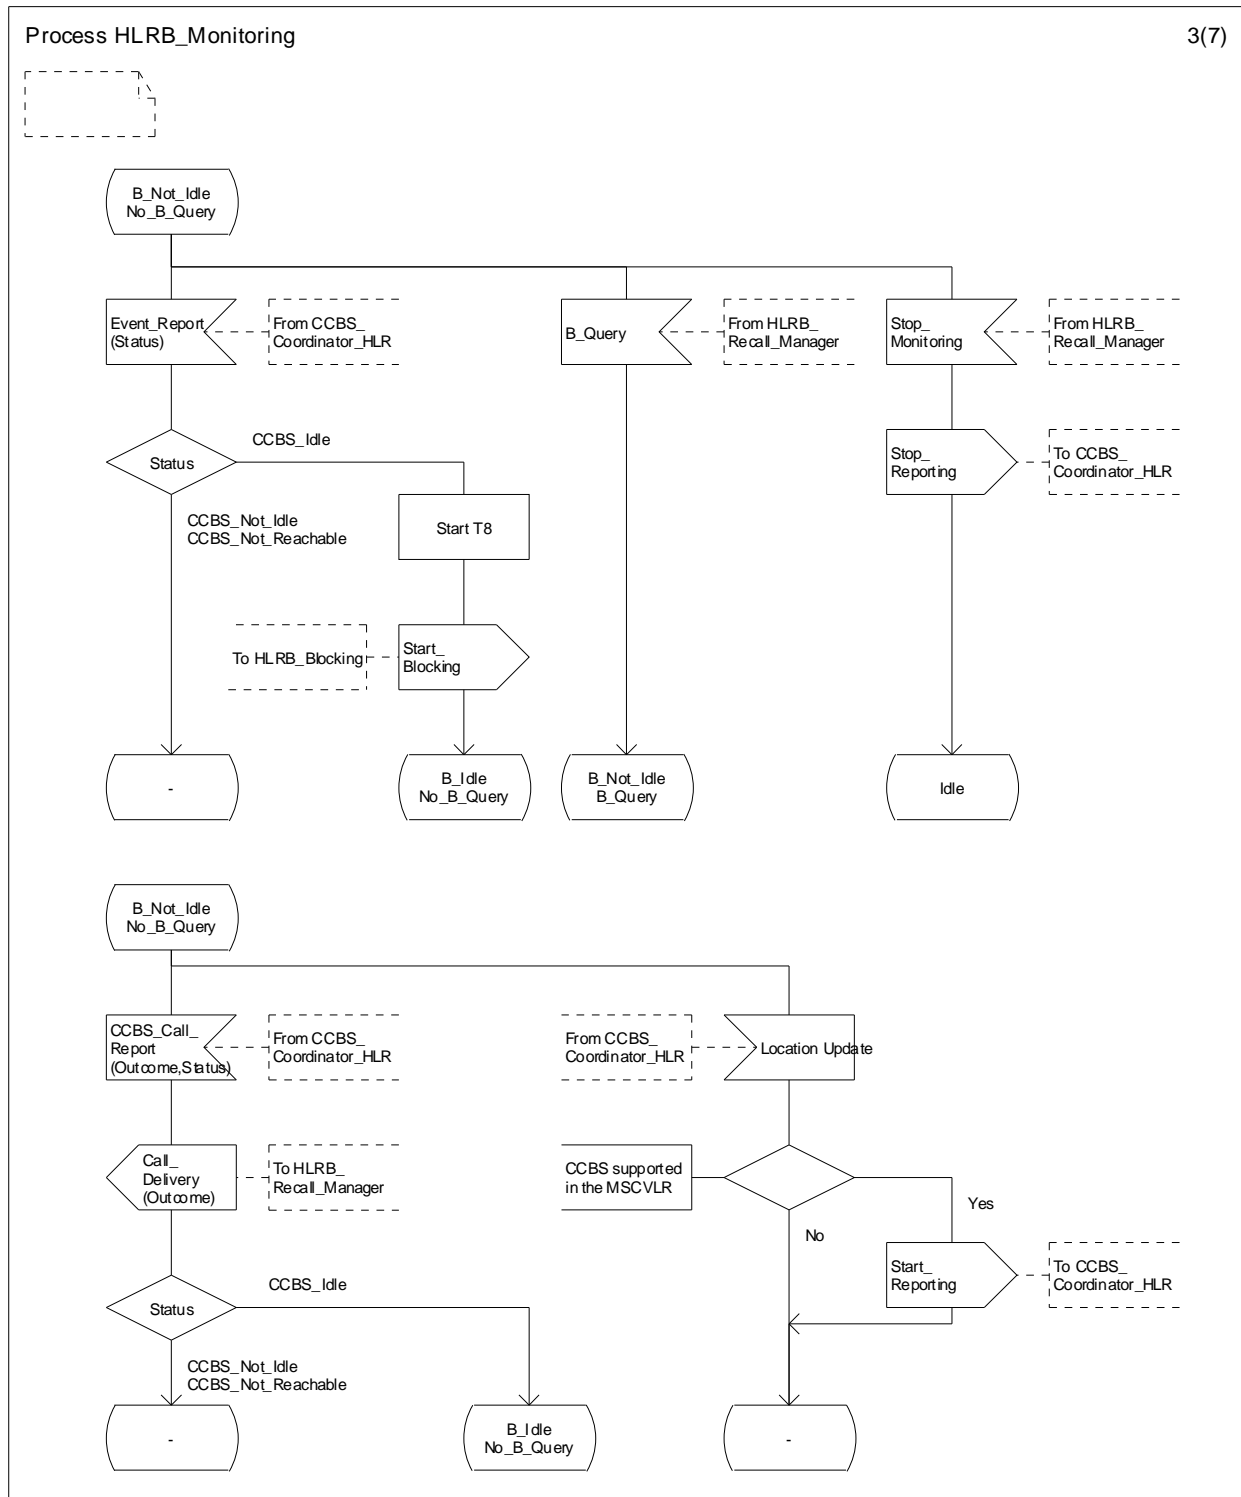 Process HLRB_Monitoring
3(7)
B_Not_Idle
No_B_Query
Event_Report
(Status)
From CCBS_
Coordinator_HLR
B_Query
From HLRB_
Recall_Manager
Stop_
Monitoring
From HLRB_
Recall_Manager
Status
CCBS_Idle
Stop_
Reporting
To CCBS_
Coordinator_HLR
CCBS_Not_Idle
CCBS_Not_Reachable
Start T8
To HLRB_Blocking
Start_
Blocking
-
B_Idle
No_B_Query
B_Not_Idle
B_Query
Idle
B_Not_Idle
No_B_Query
CCBS_Call_
Report
(Outcome,Status)
From CCBS_
Coordinator_HLR
From CCBS_
Coordinator_HLR
Location Update
Call_
Delivery
(Outcome)
To HLRB_
Recall_Manager
CCBS supported
in the MSCVLR
Yes
No
Status
CCBS_Idle
Start_
Reporting
To CCBS_
Coordinator_HLR
CCBS_Not_Idle
CCBS_Not_Reachable
-
B_Idle
No_B_Query
-